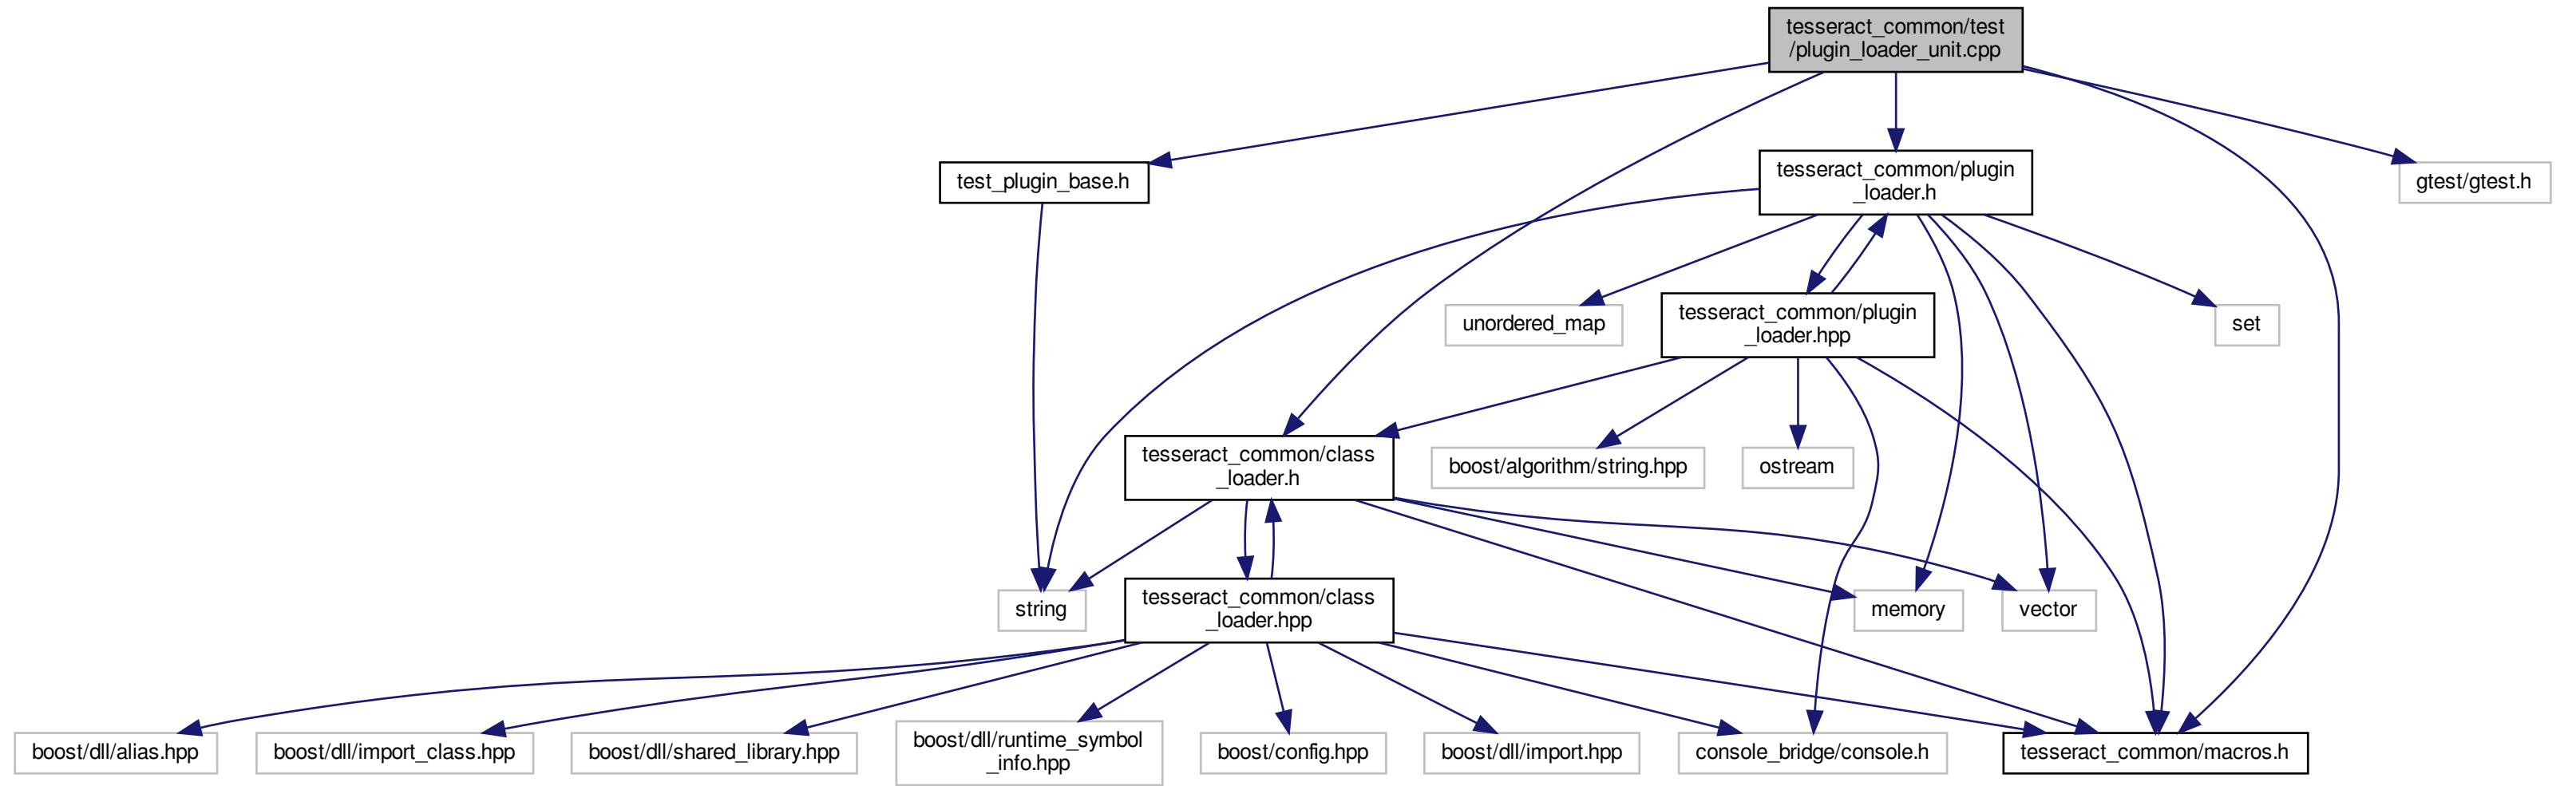 tesseract_common/test
/plugin_loader_unit.cpp
test_plugin_base.h
tesseract_common/plugin
_loader.h
gtest/gtest.h
unordered_map
tesseract_common/plugin
_loader.hpp
set
tesseract_common/class
_loader.h
boost/algorithm/string.hpp
ostream
string
tesseract_common/class
_loader.hpp
memory
vector
boost/dll/alias.hpp
boost/dll/import_class.hpp
boost/dll/shared_library.hpp
boost/dll/runtime_symbol
_info.hpp
boost/config.hpp
boost/dll/import.hpp
console_bridge/console.h
tesseract_common/macros.h